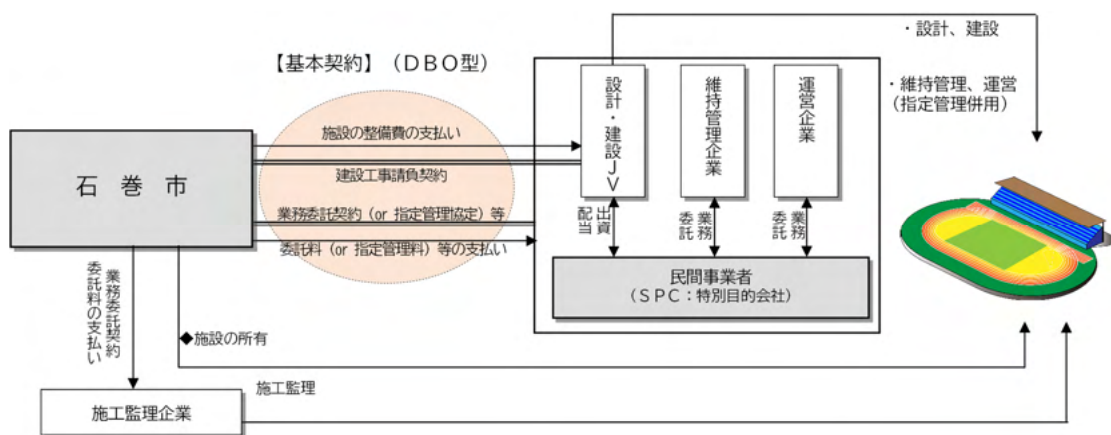 【基本契約】（ＤＢＯ型）
・設計、建設
・維持管理、運営
（指定管理併用）
石　巻　市
施設の整備費の支払い
建設工事請負契約
業務委託契約（or 指定管理協定）等
委託料（or 指定管理料）等の支払い
設計・建設ＪＶ
維持管理企業
運営企業
出資
配当
業務
委託
業務
委託
民間事業者
（ＳＰＣ：特別目的会社）
業務委託契約
委託料の支払い
◆施設の所有
施工監理
施工監理企業